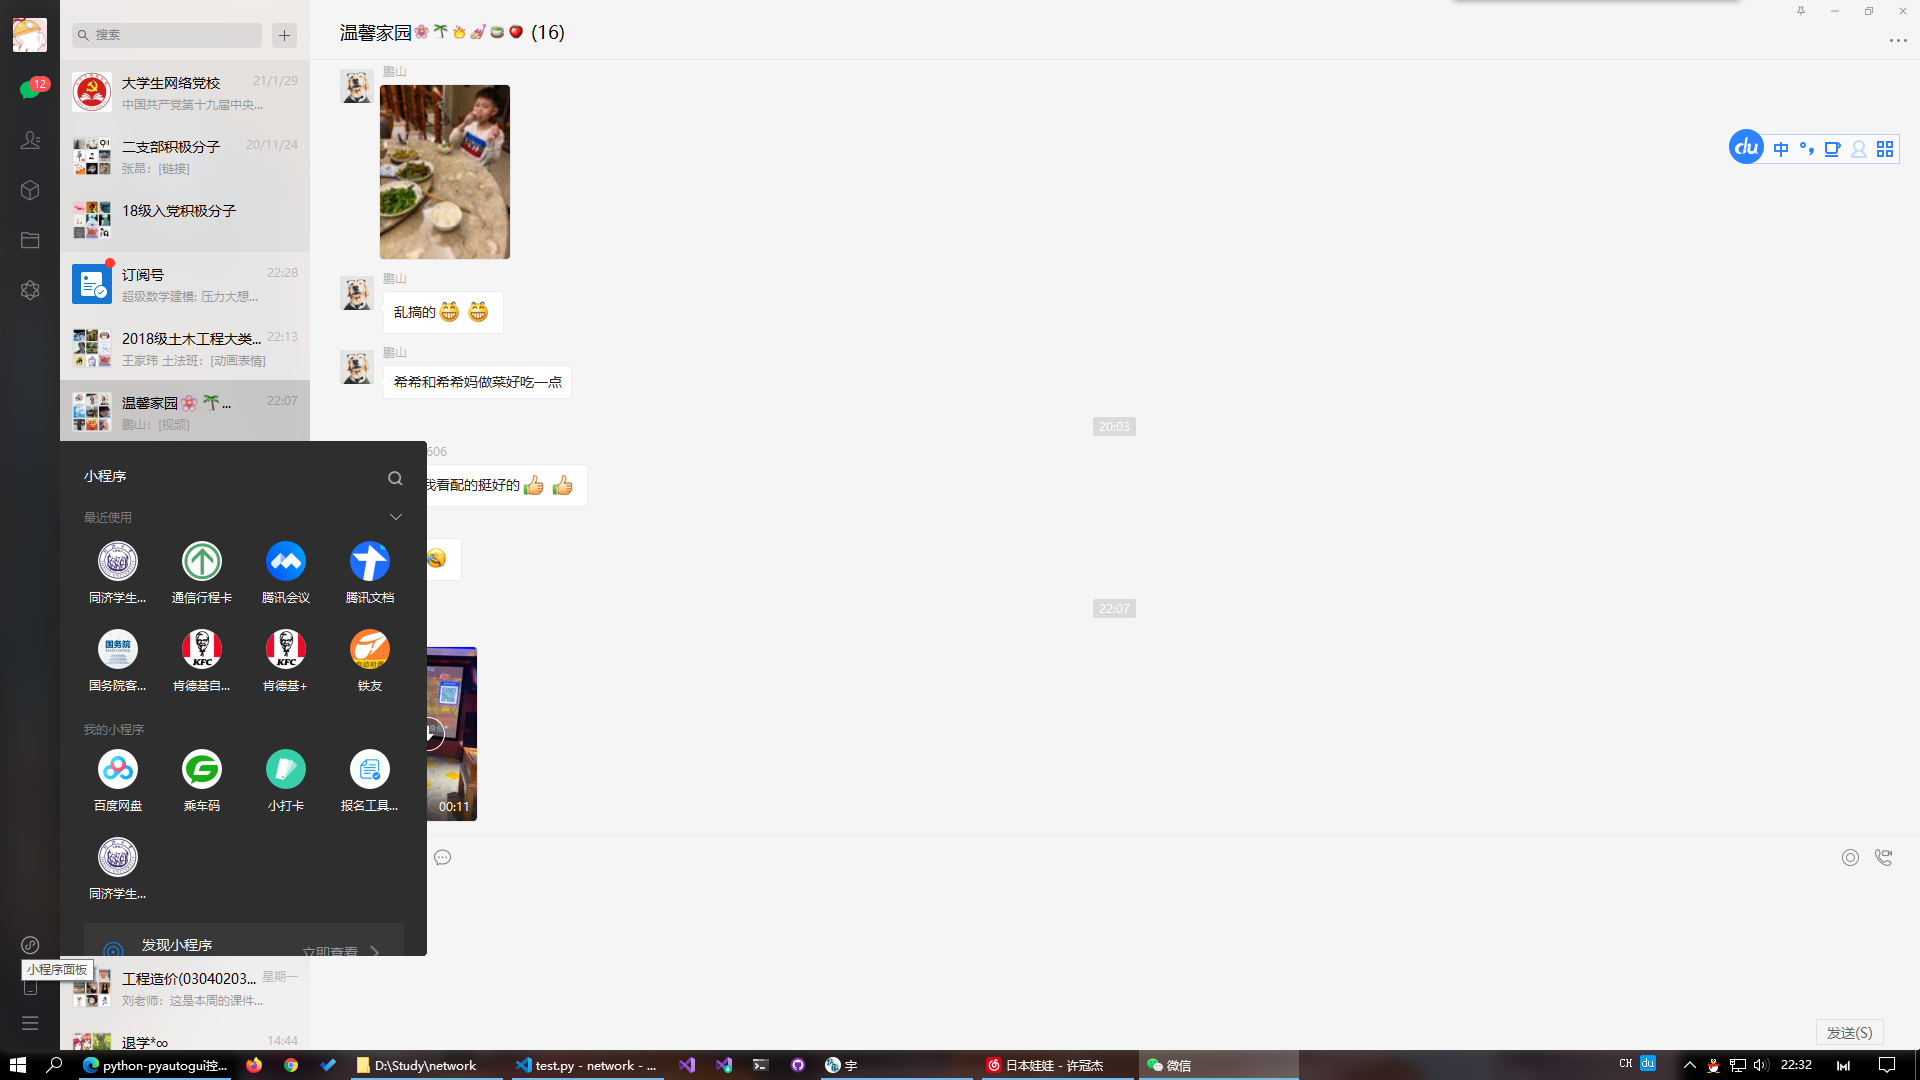 搜索
12
大学生网络党校
21/1/29
中国共产党第十九届中央...
二支部积极分子
20/11/24
张昂：[链接]
18级入党积极分子
订阅号
22:28
超级数学建模: 压力大想...
2018级土木工程大类...
22:13
王家玮 土法班：[动画表情]
温馨家园🌸🌴...
22:07
鹏山：[视频]
温馨家园🌸🌴🐣💅🍵🍎 (16)
鹏山
鹏山
乱搞的😁 😁
鹏山
希希和希希妈做菜好吃一点
20:03
606
我看配的挺好的👍 👍
22:07
00:11
小程序
最近使用
同济学生...
通信行程卡
腾讯会议
腾讯文档
国务院
国务院客...
KFC
肯德基自...
KFC
肯德基+
自动抢票
铁友
我的小程序
百度网盘
乘车码
小打卡
报名工具...
同济学生...
发现小程序
立即查看
小程序面板
工程造价(03040203...
星期一
刘老师：这是本周的课件...
退学*∞
14:44
du 中
发送(S)
python-pyautogui控...
D:\Study\network
test.py - network - ...
宇
日本娃娃 - 许冠杰
微信
CH
du
22:32